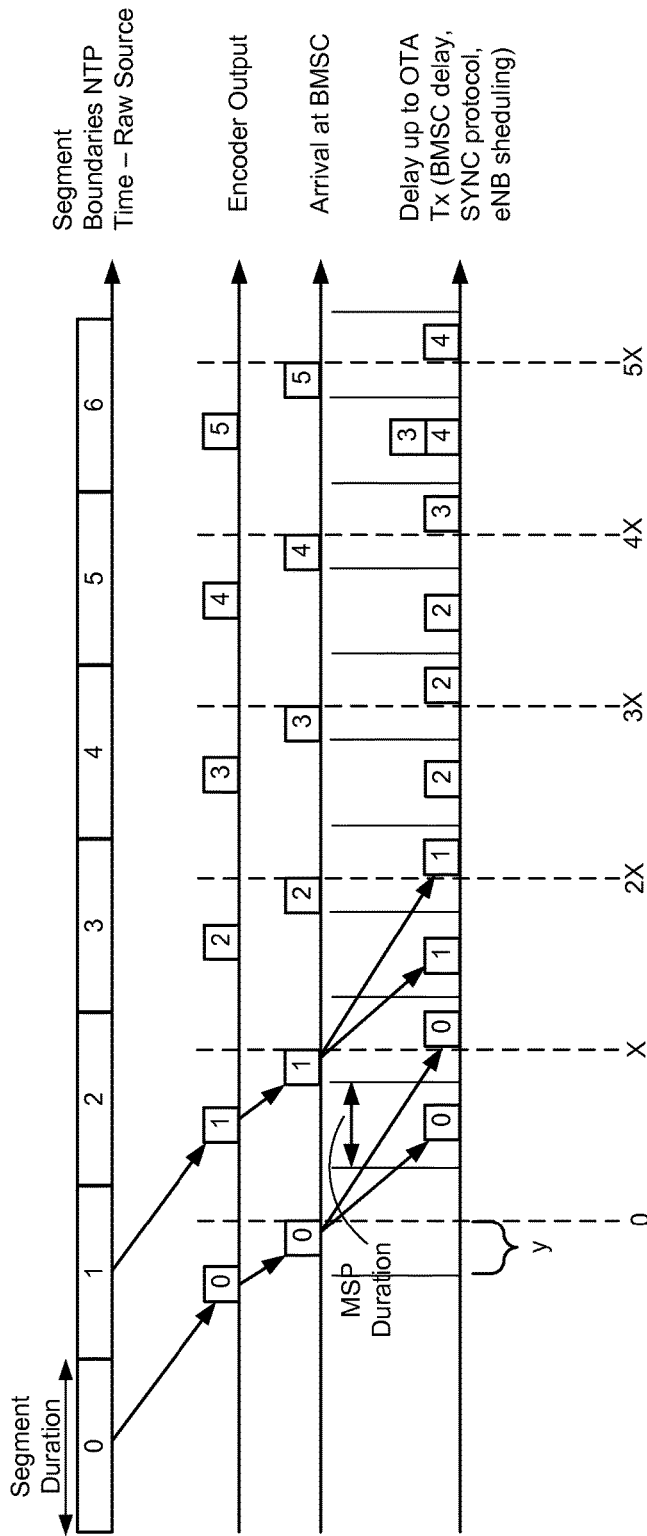 Segment
Duration
0
1
2
3
4
5
6
Segment
Boundaries NTP
Time – Raw Source
0
1
2
3
4
5
Encoder Output
0
1
2
3
4
5
Arrival at BMSC
MSP
Duration
0
0
1
1
2
2
2
3
3
4
4
Delay up to OTA
Tx (BMSC delay,
SYNC protocol,
eNB sheduling)
y
0
X
2X
3X
4X
5X